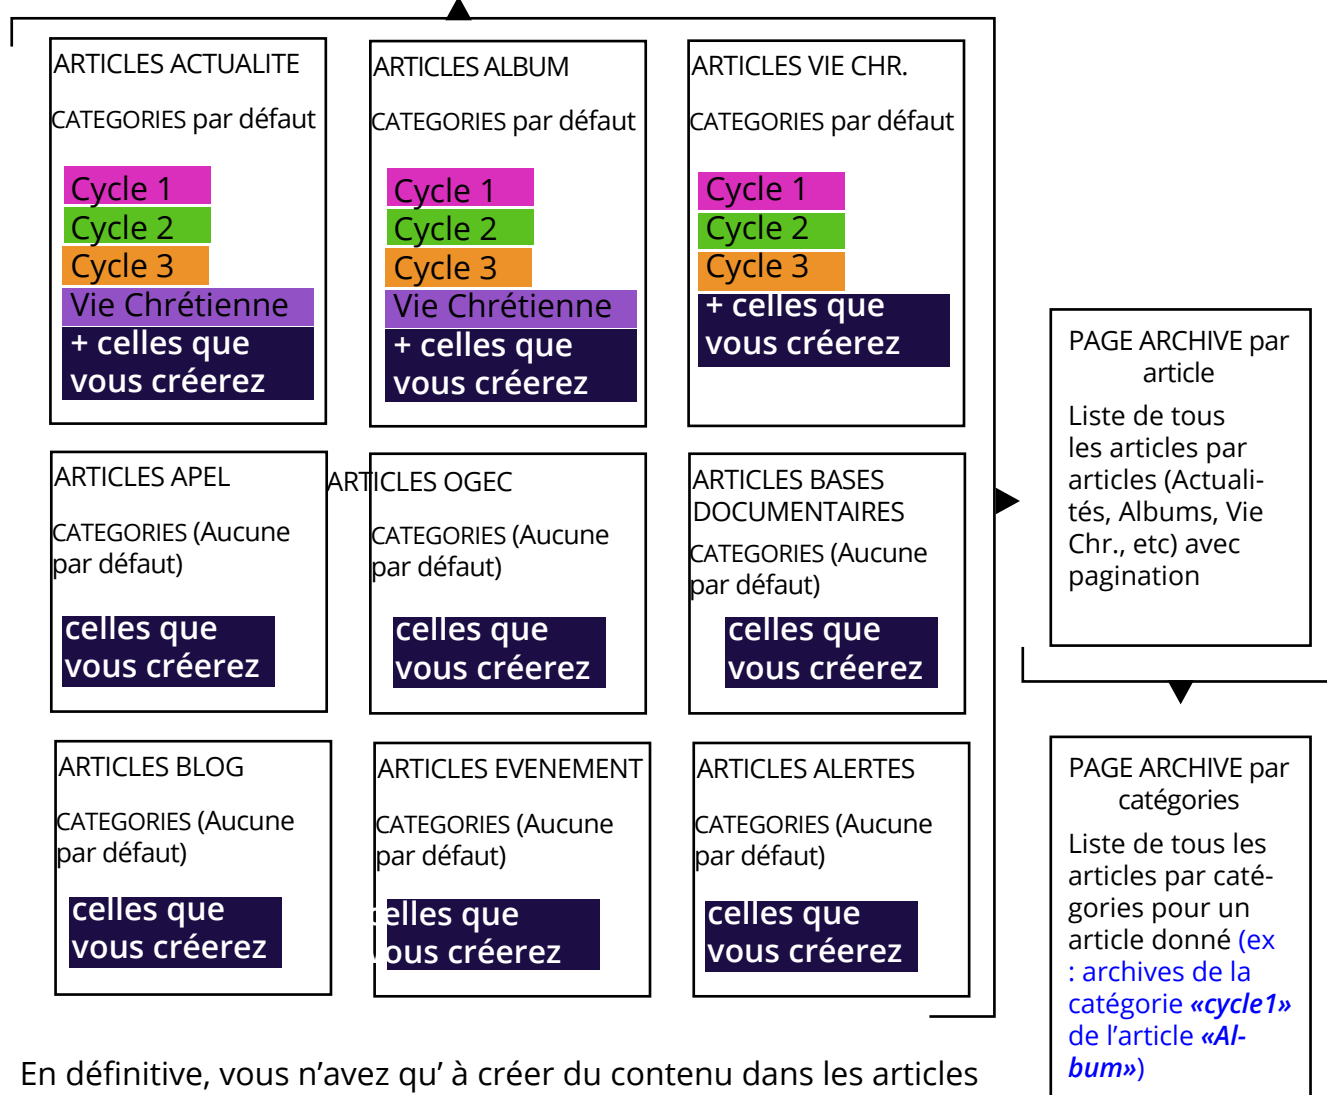 ARTICLES ACTUALITE
CATEGORIES par défaut
Cycle 1
Cycle 2
Cycle 3
Vie Chrétienne
+ celles que
vous créerez
ARTICLES ALBUM
CATEGORIES par défaut
Cycle 1
Cycle 2
Cycle 3
Vie Chrétienne
+ celles que
vous créerez
ARTICLES VIE CHR.
CATEGORIES par défaut
Cycle 1
Cycle 2
Cycle 3
+ celles que
vous créerez
ARTICLES APEL
CATEGORIES (Aucune
par défaut)
celles que
vous créerez
ARTICLES OGEC
CATEGORIES (Aucune
par défaut)
celles que
vous créerez
ARTICLES BASES
DOCUMENTAIRES
CATEGORIES (Aucune
par défaut)
celles que
vous créerez
ARTICLES BLOG
CATEGORIES (Aucune
par défaut)
celles que
vous créerez
ARTICLES EVENEMENT
CATEGORIES (Aucune
par défaut)
celles que
vous créerez
ARTICLES ALERTES
CATEGORIES (Aucune
par défaut)
celles que
vous créerez
PAGE ARCHIVE par
article
Liste de tous
les articles par
articles (Actuali-
tés, Albums, Vie
Chr., etc) avec
pagination
PAGE ARCHIVE par
catégories
Liste de tous les
articles par caté-
gories pour un
article donné (ex
: archives de la
catégorie «cycle1»
de l’article «Al-
bum»)
En définitive, vous n’avez qu’ à créer du contenu dans les articles